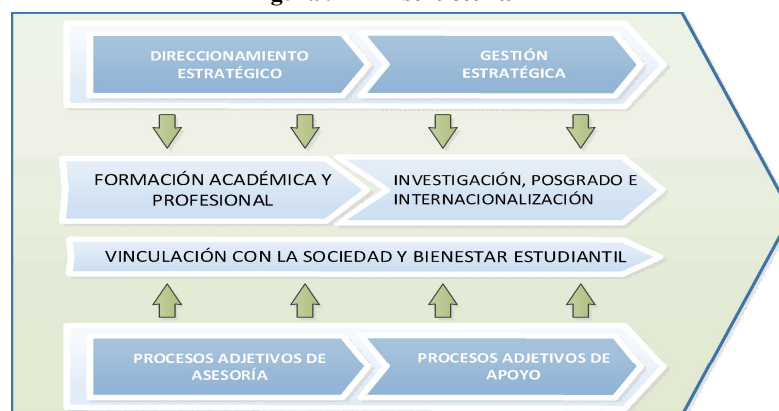 DIRECCIONAMIENTO
ESTRATÉGICO
GESTIÓN
ESTRATÉGICA
FORMACIÓN ACADÉMICA Y
PROFESIONAL
INVESTIGACIÓN, POSGRADO E
INTERNACIONALIZACIÓN
VINCULACIÓN CON LA SOCIEDAD Y BIENESTAR ESTUDIANTIL
PROCESOS ADJETIVOS DE
ASESORÍA
PROCESOS ADJETIVOS DE
APOYO